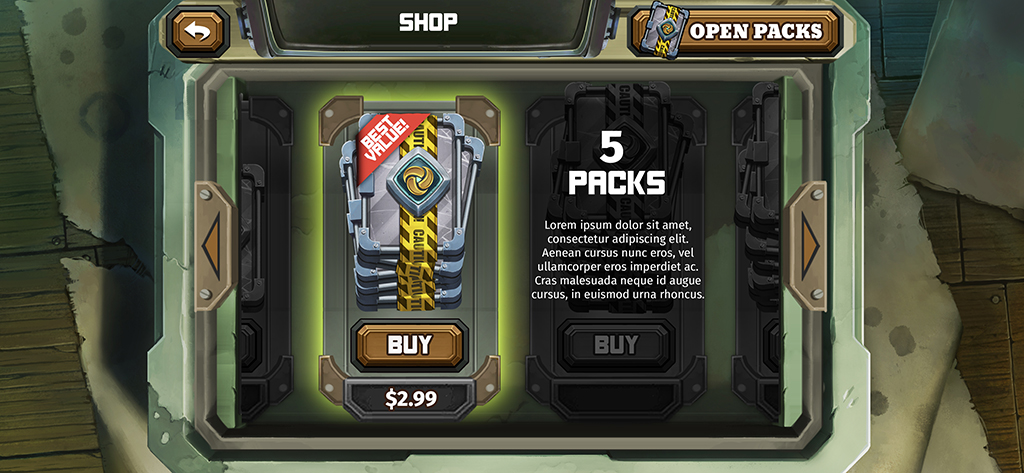 SHOP
OPEN PACKS
BEST
VALUE!
CAUTI
BUY
$2.99
5
PACKS
Lorem ipsum dolor sit amet,
consectetur adipiscing elit.
Aenean cursus nunc eros, vel
ullamcorper eros imperdiet ac.
Cras malesuada neque id augue
cursus, in euismod urna rhoncus.
BUY